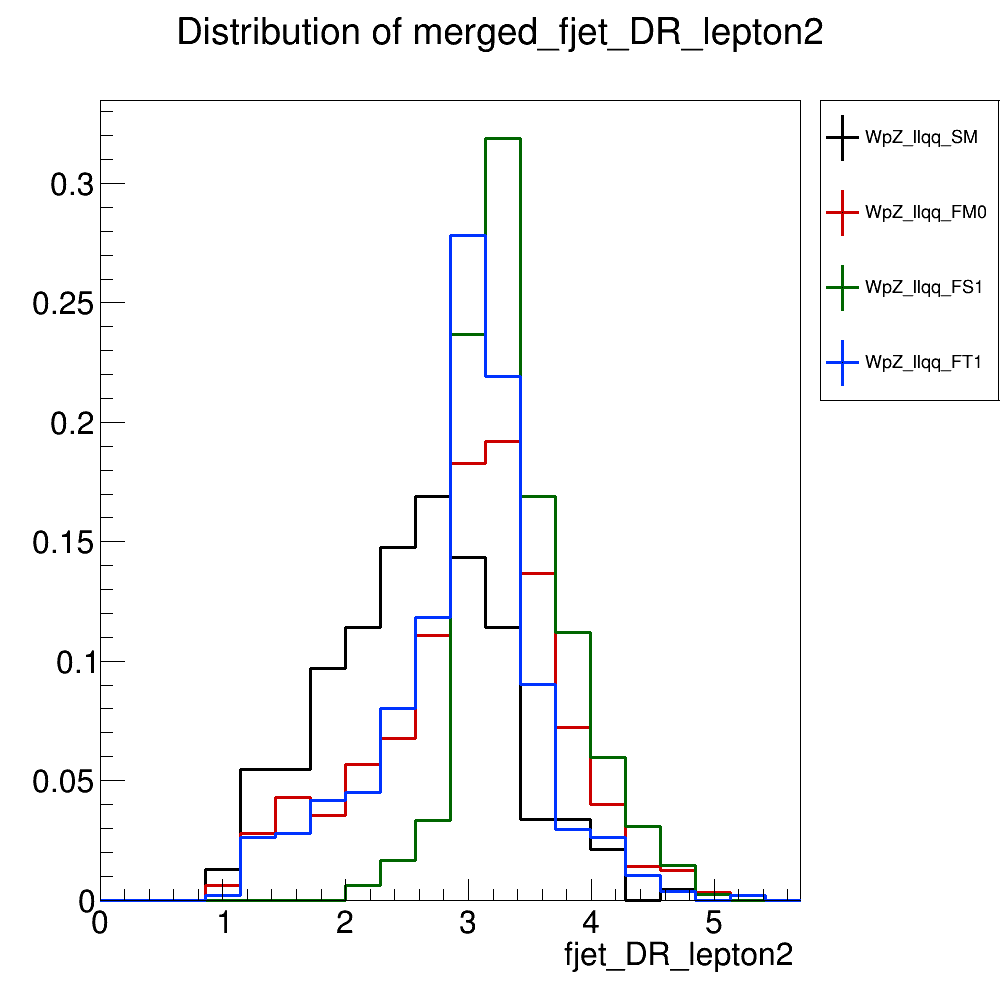 Distribution of merged_fjet_DR_lepton2
WpZ_llqq_SM
WpZ_llqq_FM0
WpZ_llqq_FS1
WpZ_llqq_FT1
0.3
0.25
0.2
0.15
0.1
0.05
0
0 1 2 3 4 5
fjet_DR_lepton2